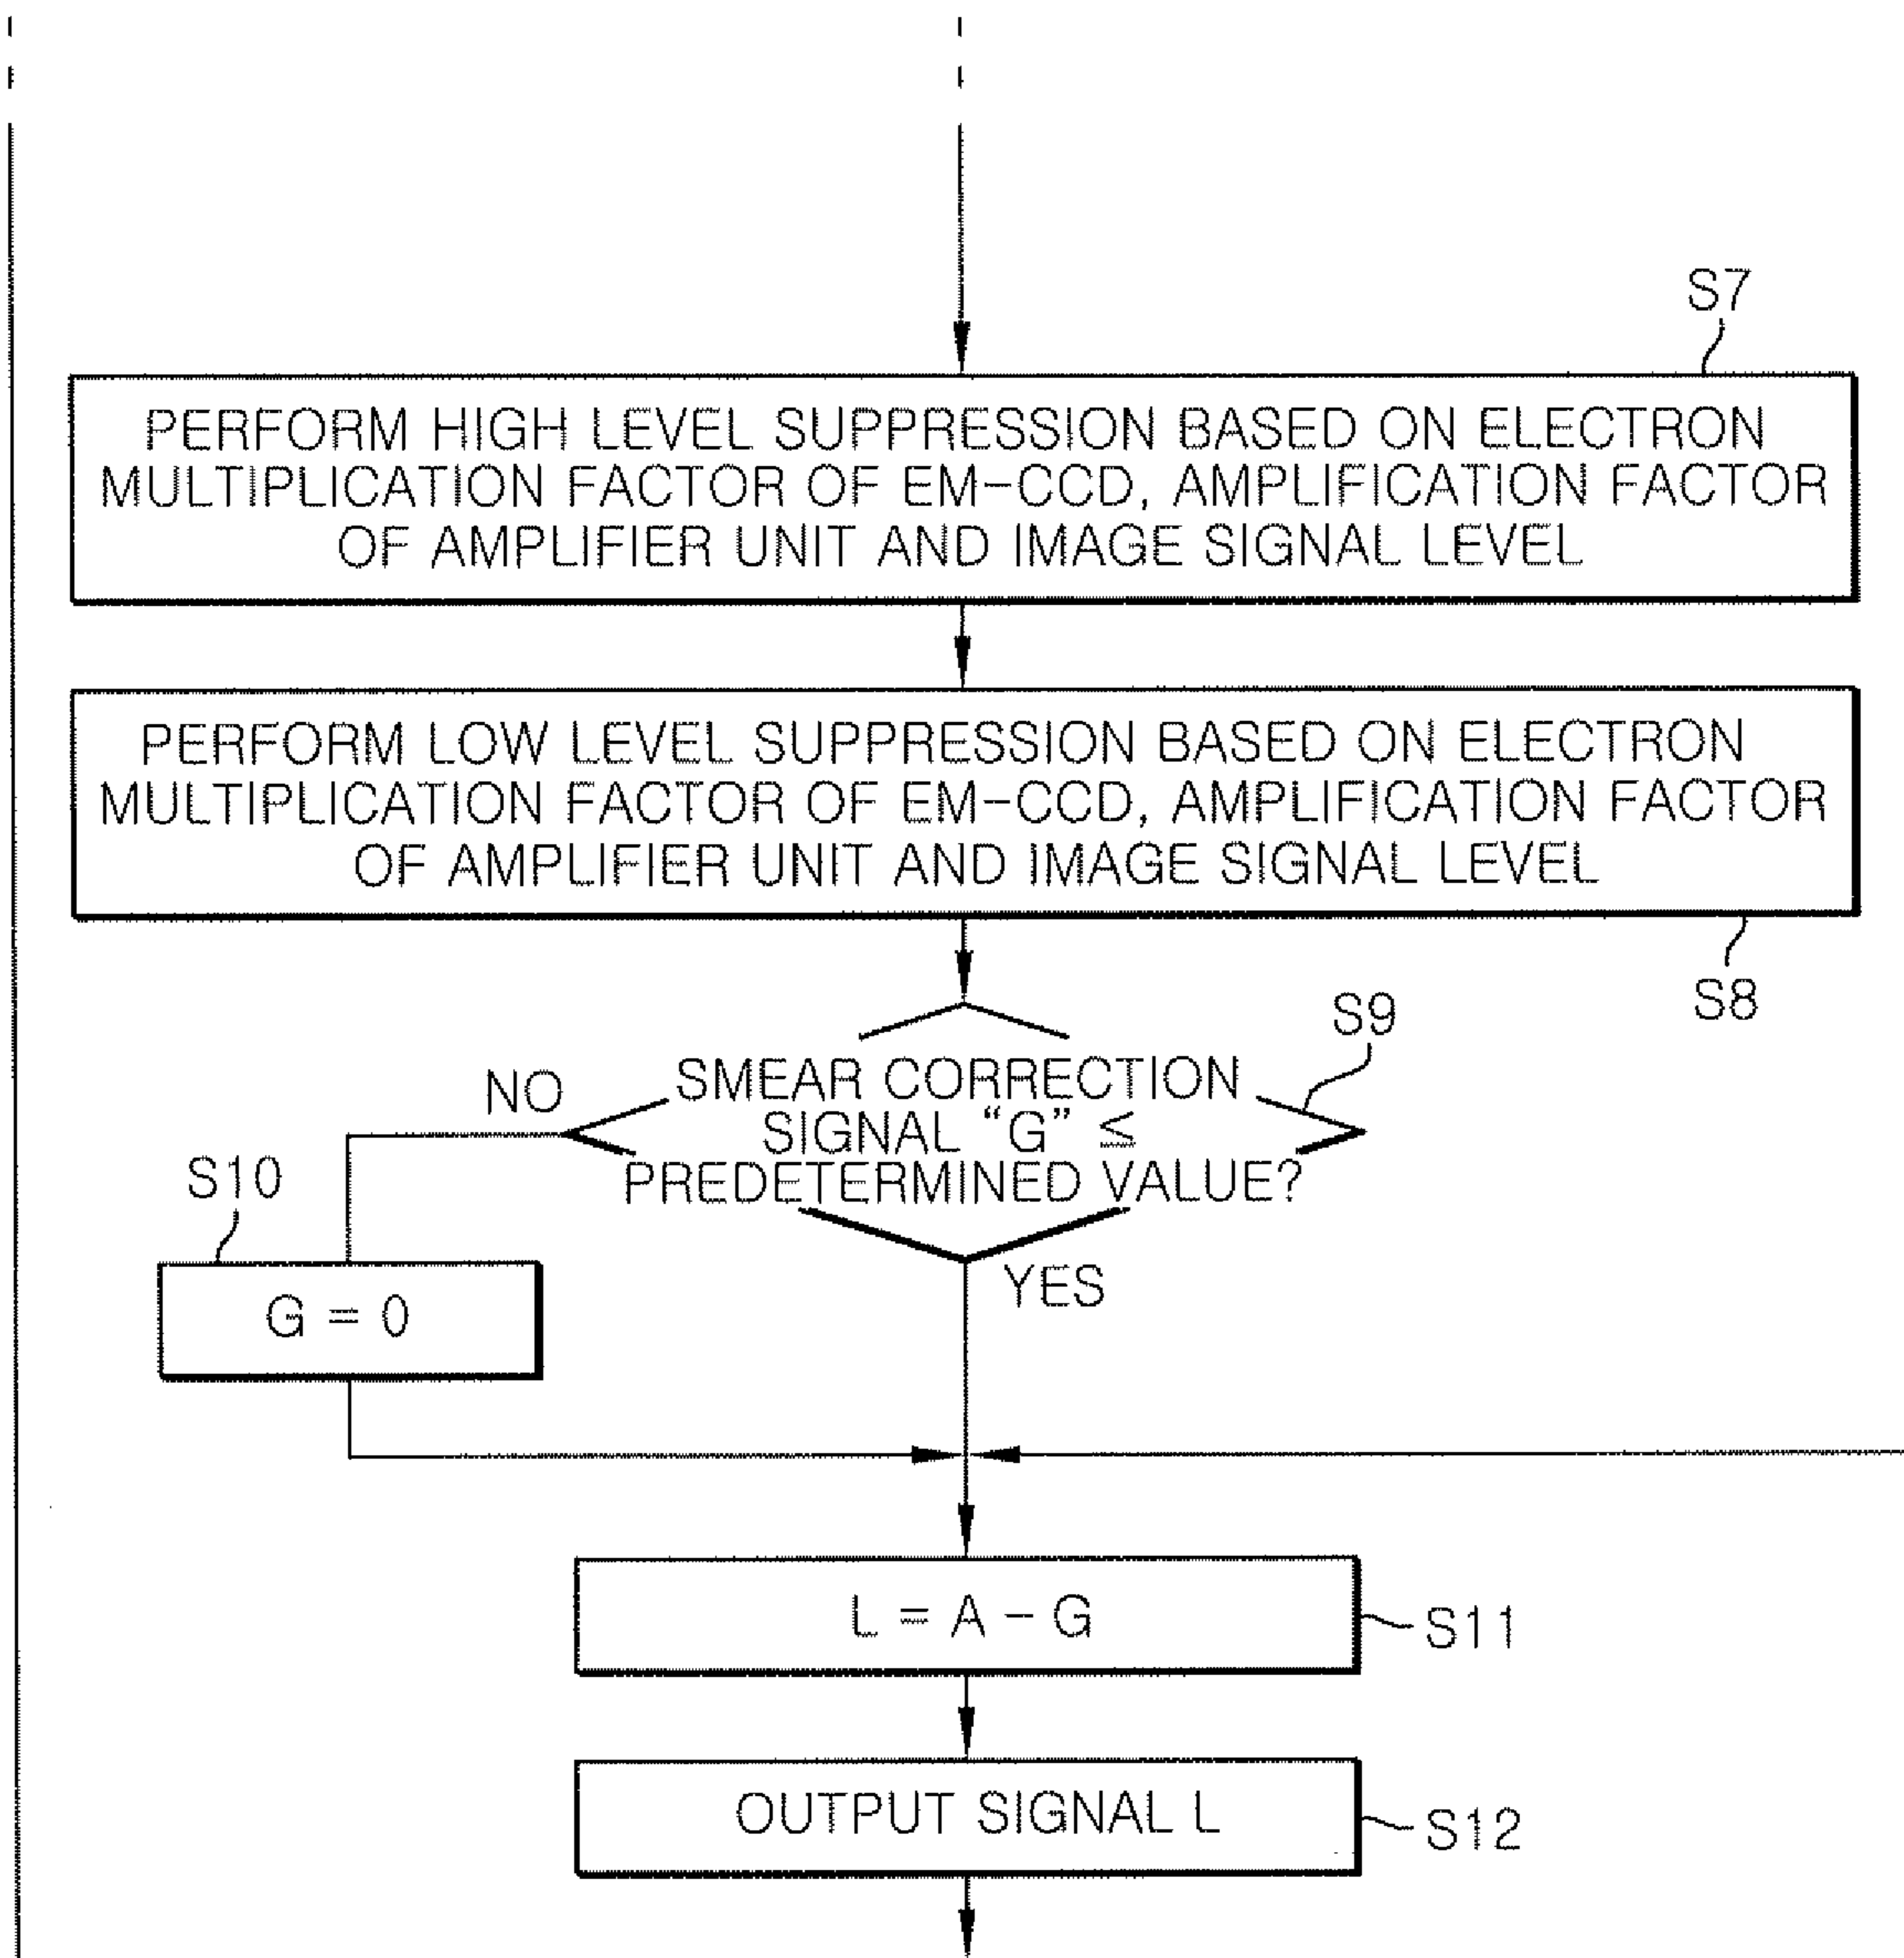 S7
PERFORM HIGH LEVEL SUPPRESSION BASED ON ELECTRON
MULTIPLICATION FACTOR OF EM-CCD, AMPLIFICATION FACTOR
OF AMPLIFIER UNIT AND IMAGE SIGNAL LEVEL
PERFORM LOW LEVEL SUPPRESSION BASED ON ELECTRON
MULTIPLICATION FACTOR OF EM-CCD, AMPLIFICATION FACTOR
OF AMPLIFIER UNIT AND IMAGE SIGNAL LEVEL
S8
S9
SMEAR CORRECTION
SIGNAL “G” ≤
PREDETERMINED VALUE?
NO
S10
G = 0
YES
L = A – G
S11
OUTPUT SIGNAL L
S12